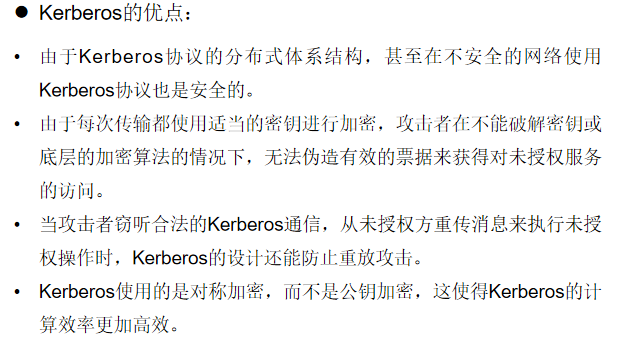 ● Kerberos的优点：
• 由于Kerberos协议的分布式体系结构，甚至在不安全的网络使用
Kerberos协议也是安全的。
• 由于每次传输都使用适当的密钥进行加密，攻击者在不能破解密钥或
底层的加密算法的情况下，无法伪造有效的票据来获得对未授权服务
的访问。
• 当攻击者窃听合法的Kerberos通信，从未授权方重传消息来执行未授
权操作时，Kerberos的设计还能防止重放攻击。
• Kerberos使用的是对称加密，而不是公钥加密，这使得Kerberos的计
算效率更加高效。